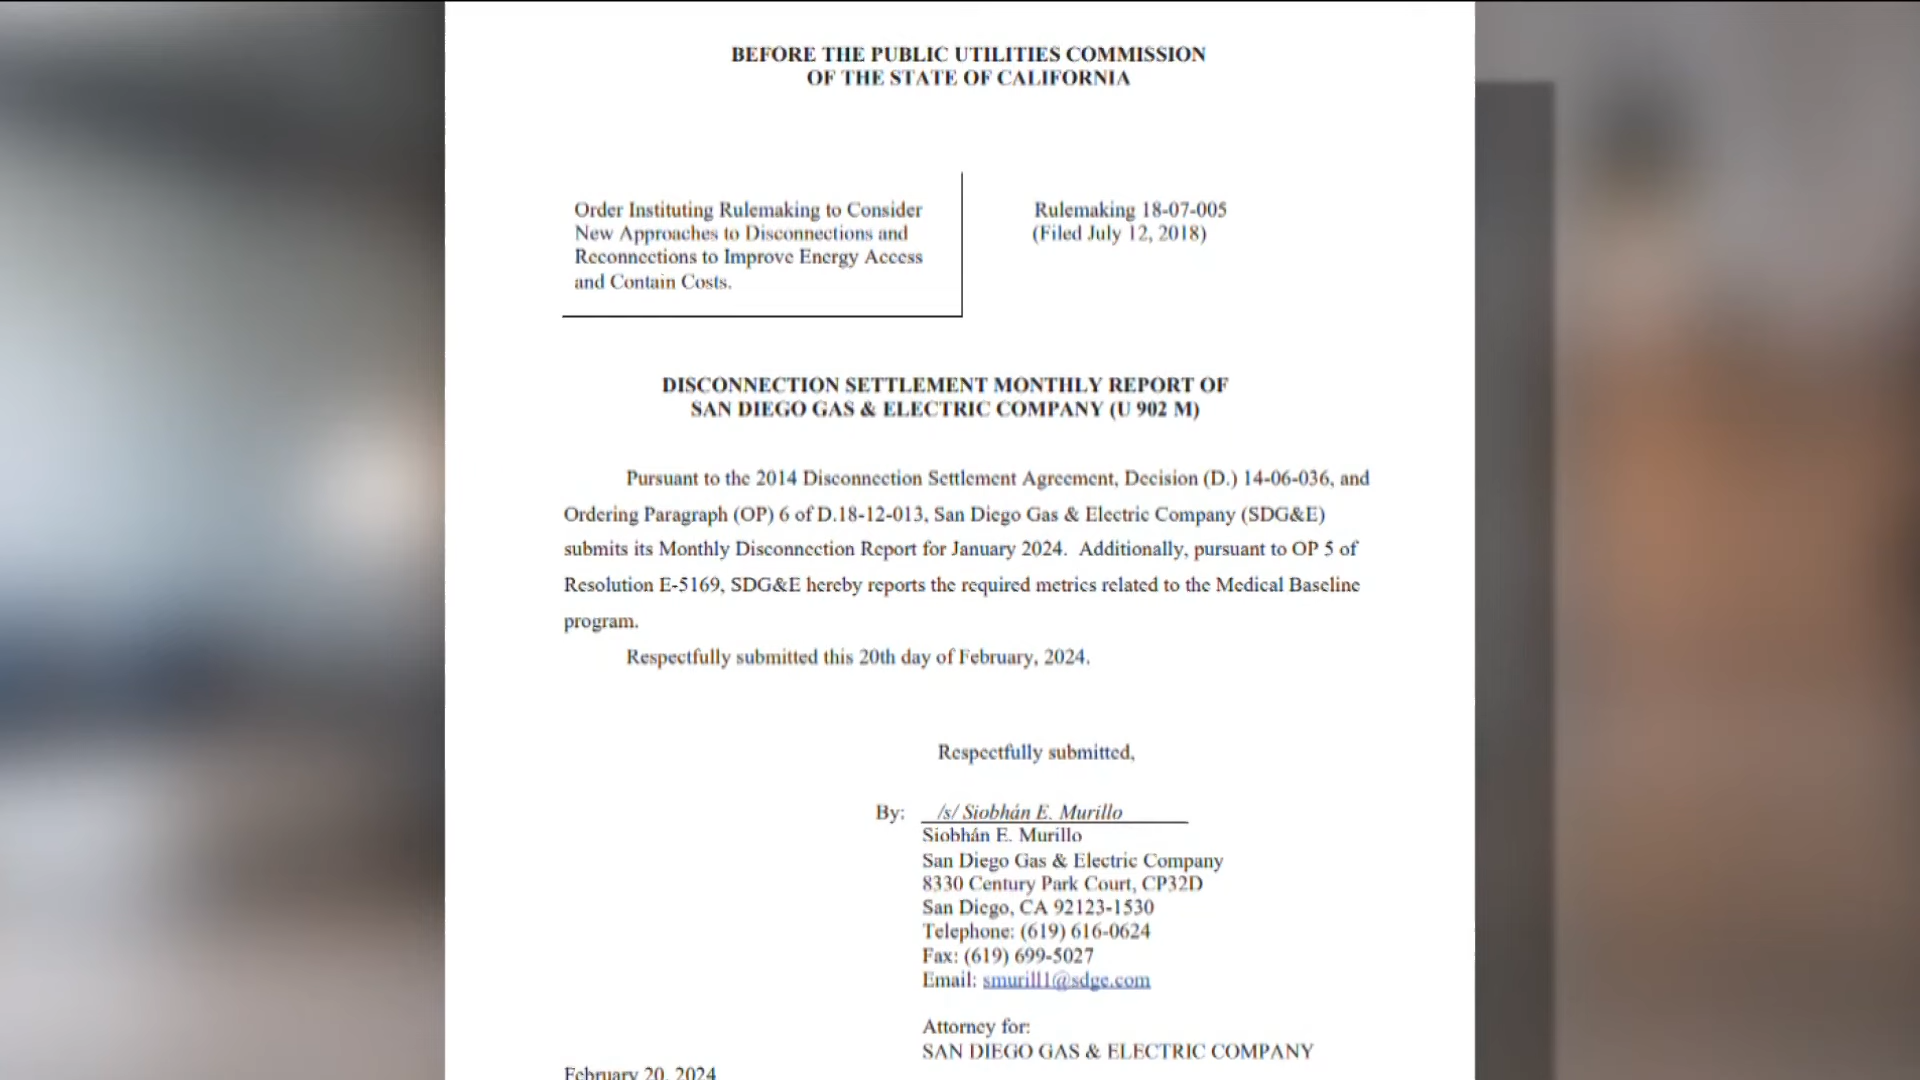 BEFORE THE PUBLIC UTILITIES COMMISSION
OF THE STATE OF CALIFORNIA
Order Instituting Rulemaking to Consider
New Approaches to Disconnections and
Reconnections to Improve Energy Access
and Contain Costs.
Rulemaking 18-07-005
(Filed July 12, 2018)
DISCONNECTION SETTLEMENT MONTHLY REPORT OF
SAN DIEGO GAS & ELECTRIC COMPANY (U 902 M)
Pursuant to the 2014 Disconnection Settlement Agreement, Decision (D.) 14-06-036, and
Ordering Paragraph (OP) 6 of D.18-12-013, San Diego Gas & Electric Company (SDG&E)
submits its Monthly Disconnection Report for January 2024. Additionally, pursuant to OP 5 of
Resolution E-5169, SDG&E hereby reports the required metrics related to the Medical Baseline
program.
Respectfully submitted this 20th day of February, 2024.
Respectfully submitted,
By: /s/ Siobhán E. Murillo
Siobhán E. Murillo
San Diego Gas & Electric Company
8330 Century Park Court, CP32D
San Diego, CA 92123-1530
Telephone: (619) 616-0624
Fax: (619) 699-5027
Email: smurill1@sdge.com
Attorney for:
SAN DIEGO GAS & ELECTRIC COMPANY
February 20, 2024